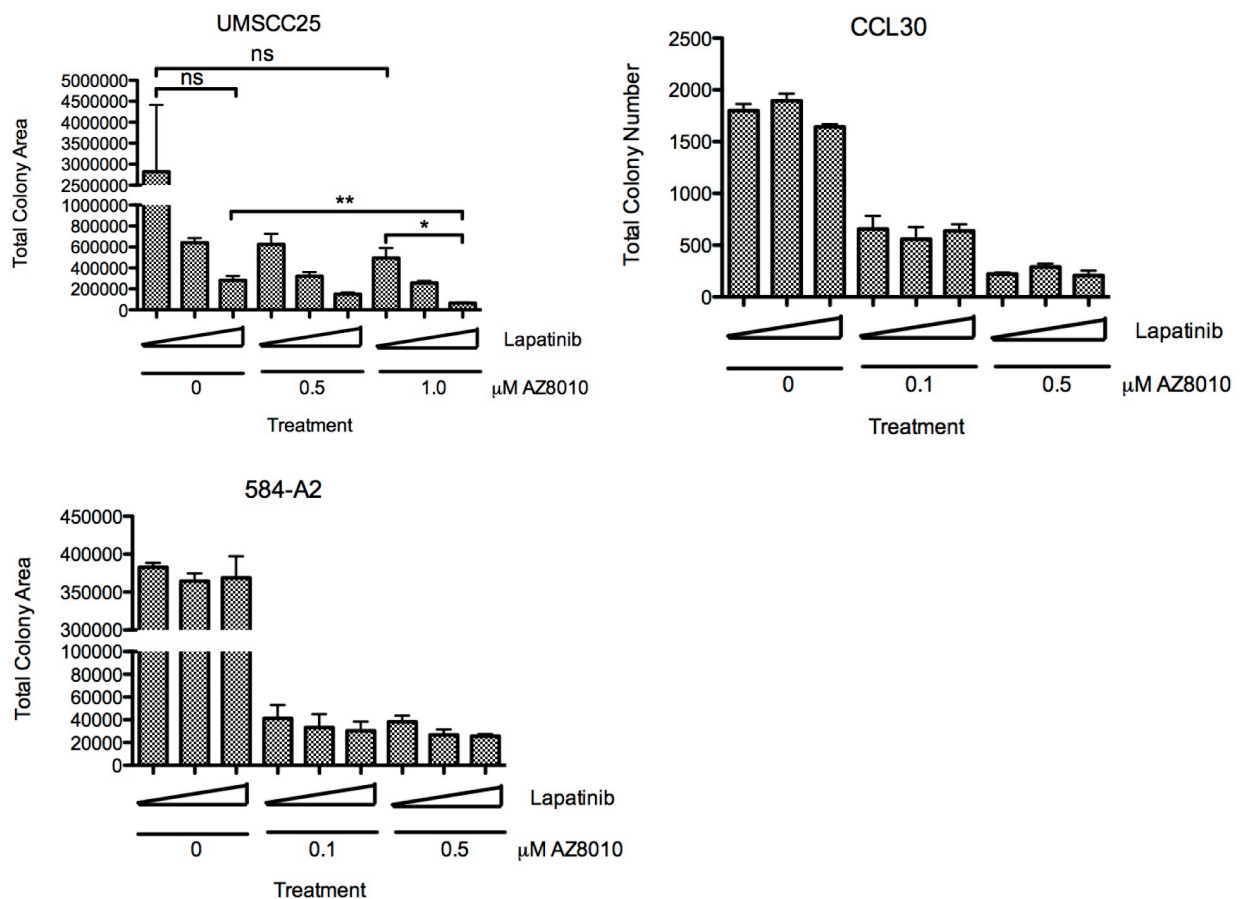 UMSCC25
ns
ns
5000000
4500000
4000000
3500000
3000000
2500000
1000000
800000
600000
400000
200000
0
**
*
Total Colony Area
Lapatinib
0 0.5 1.0 μM AZ8010
Treatment
CCL30
2500
2000
1500
1000
500
0
Total Colony Number
Lapatinib
0 0.1 0.5 μM AZ8010
Treatment
584-A2
450000
400000
350000
300000
100000
80000
60000
40000
20000
0
Total Colony Area
Lapatinib
0 0.1 0.5 μM AZ8010
Treatment